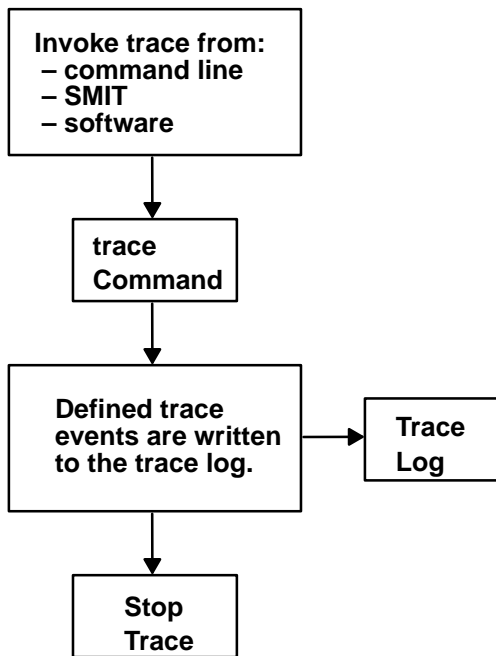 Invoke trace from:
– command line
– SMIT
– software
trace
Command
Defined trace
events are written
to the trace log.
Trace
Log
Stop
Trace